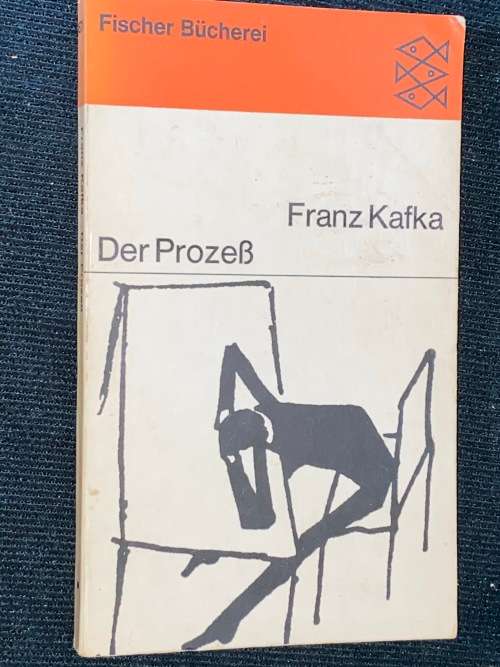 Fischer Bücherei
Franz Kafka
Der Prozeß